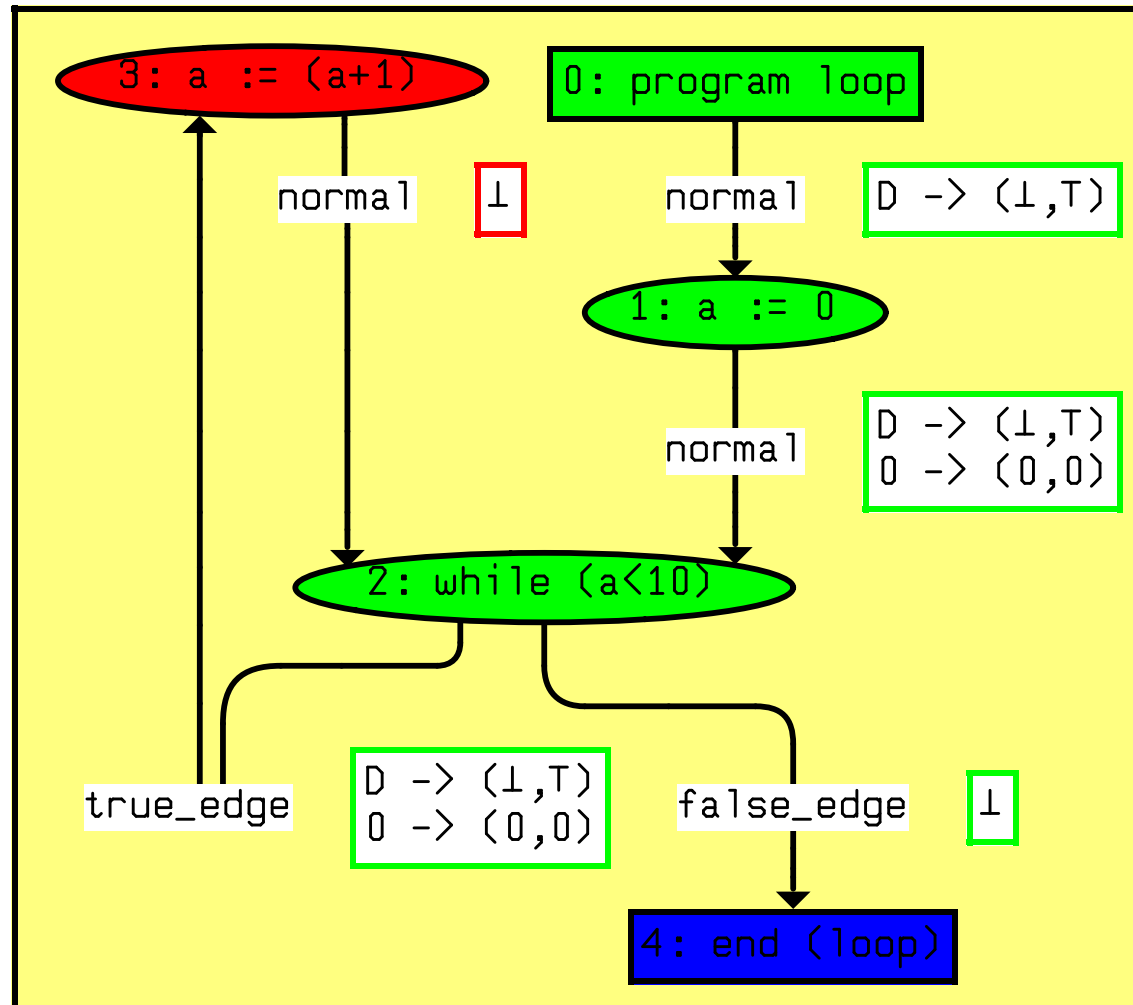 3: a := (a+1)
0: program loop
normal
⊥
normal
D -> (⊥,T)
1: a := 0
normal
D -> (⊥,T)
0 -> (0,0)
2: while (a<10)
true_edge
D -> (⊥,T)
0 -> (0,0)
false_edge
⊥
4: end (loop)